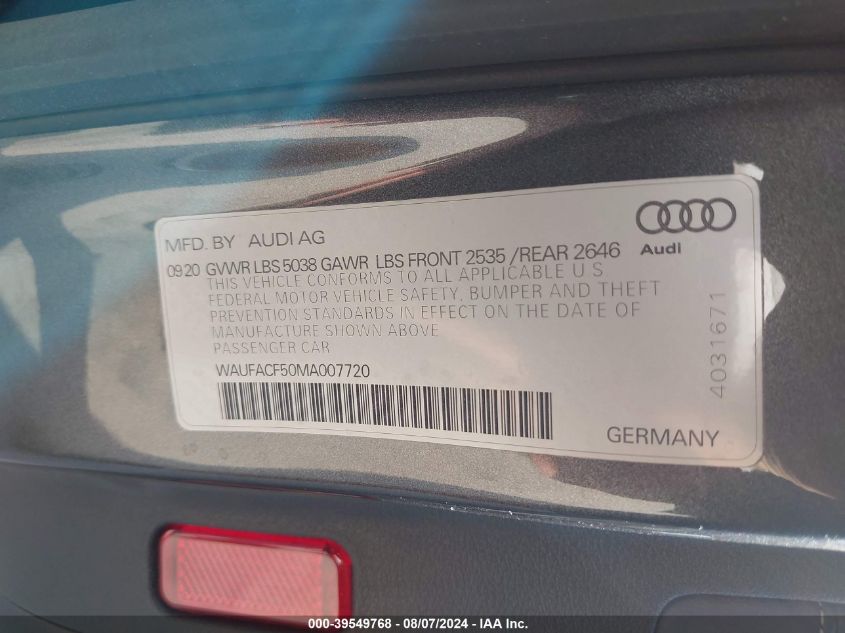 MFD. BY AUDI AG
Audi
09 20 GVWR LBS 5038 GAWR LBS FRONT 2535 /REAR 2646
THIS VEHICLE CONFORMS TO ALL APPLICABLE U S
FEDERAL MOTOR VEHICLE SAFETY, BUMPER AND THEFT
PREVENTION STANDARDS IN EFFECT ON THE DATE OF
MANUFACTURE SHOWN ABOVE
PASSENGER CAR
WAUFACF50MA007720
4031671
GERMANY
000-39549768 - 08/07/2024 - IAA Inc.